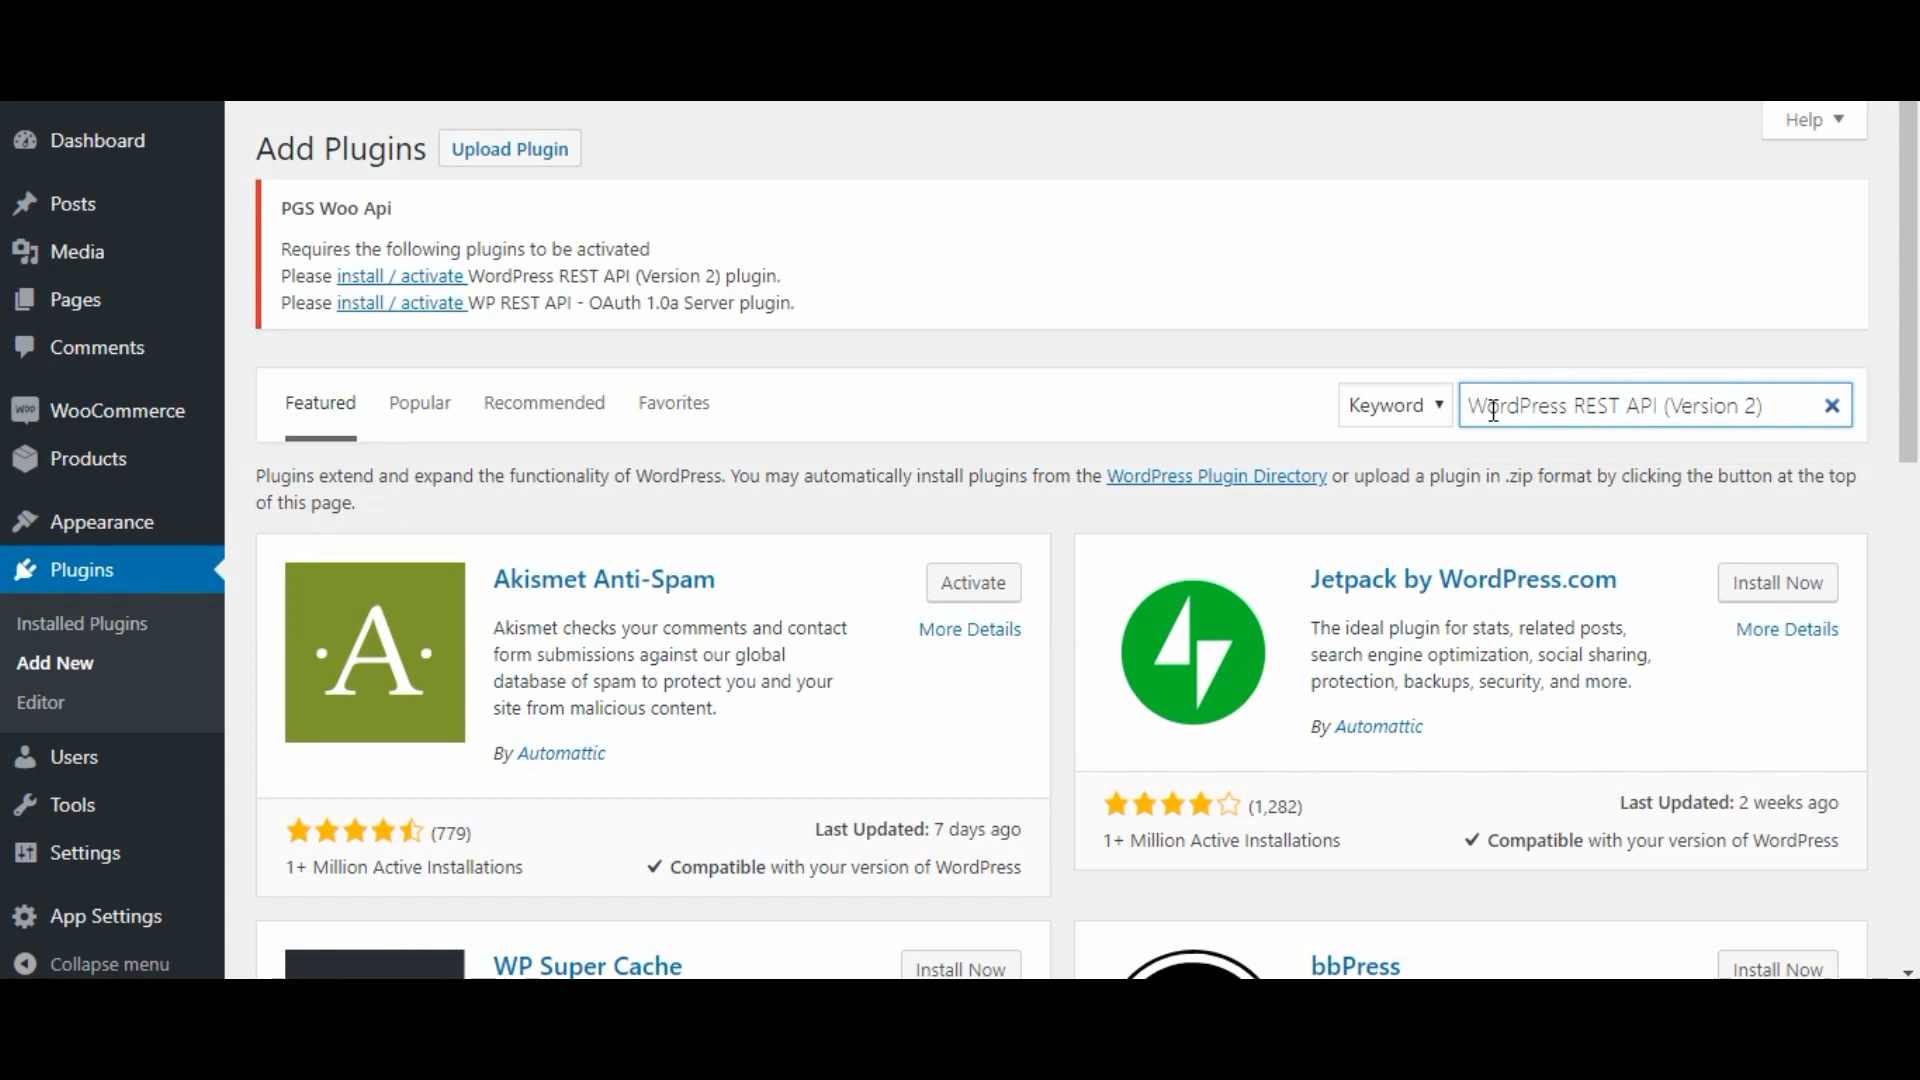 Dashboard
Posts
Media
Pages
Comments
WOO WooCommerce
Products
Appearance
Plugins
Installed Plugins
Add New
Editor
Users
Tools
Settings
App Settings
Collapse menu
Help ▼
Add Plugins Upload Plugin
PGS Woo Api
Requires the following plugins to be activated
Please install / activate WordPress REST API (Version 2) plugin.
Please install / activate WP REST API - OAuth 1.0a Server plugin.
Featured Popular Recommended Favorites Keyword ▼ WordPress REST API (Version 2) ×
Plugins extend and expand the functionality of WordPress. You may automatically install plugins from the WordPress Plugin Directory or upload a plugin in .zip format by clicking the button at the top
of this page.
·A·
Akismet Anti-Spam
Activate
More Details
Akismet checks your comments and contact
form submissions against our global
database of spam to protect you and your
site from malicious content.
By Automattic
(779)
Last Updated: 7 days ago
1+ Million Active Installations
✔ Compatible with your version of WordPress
Jetpack by WordPress.com
Install Now
More Details
The ideal plugin for stats, related posts,
search engine optimization, social sharing,
protection, backups, security, and more.
By Automattic
(1,282)
Last Updated: 2 weeks ago
1+ Million Active Installations
✔ Compatible with your version of WordPress
WP Super Cache
Install Now
bbPress
Install Now